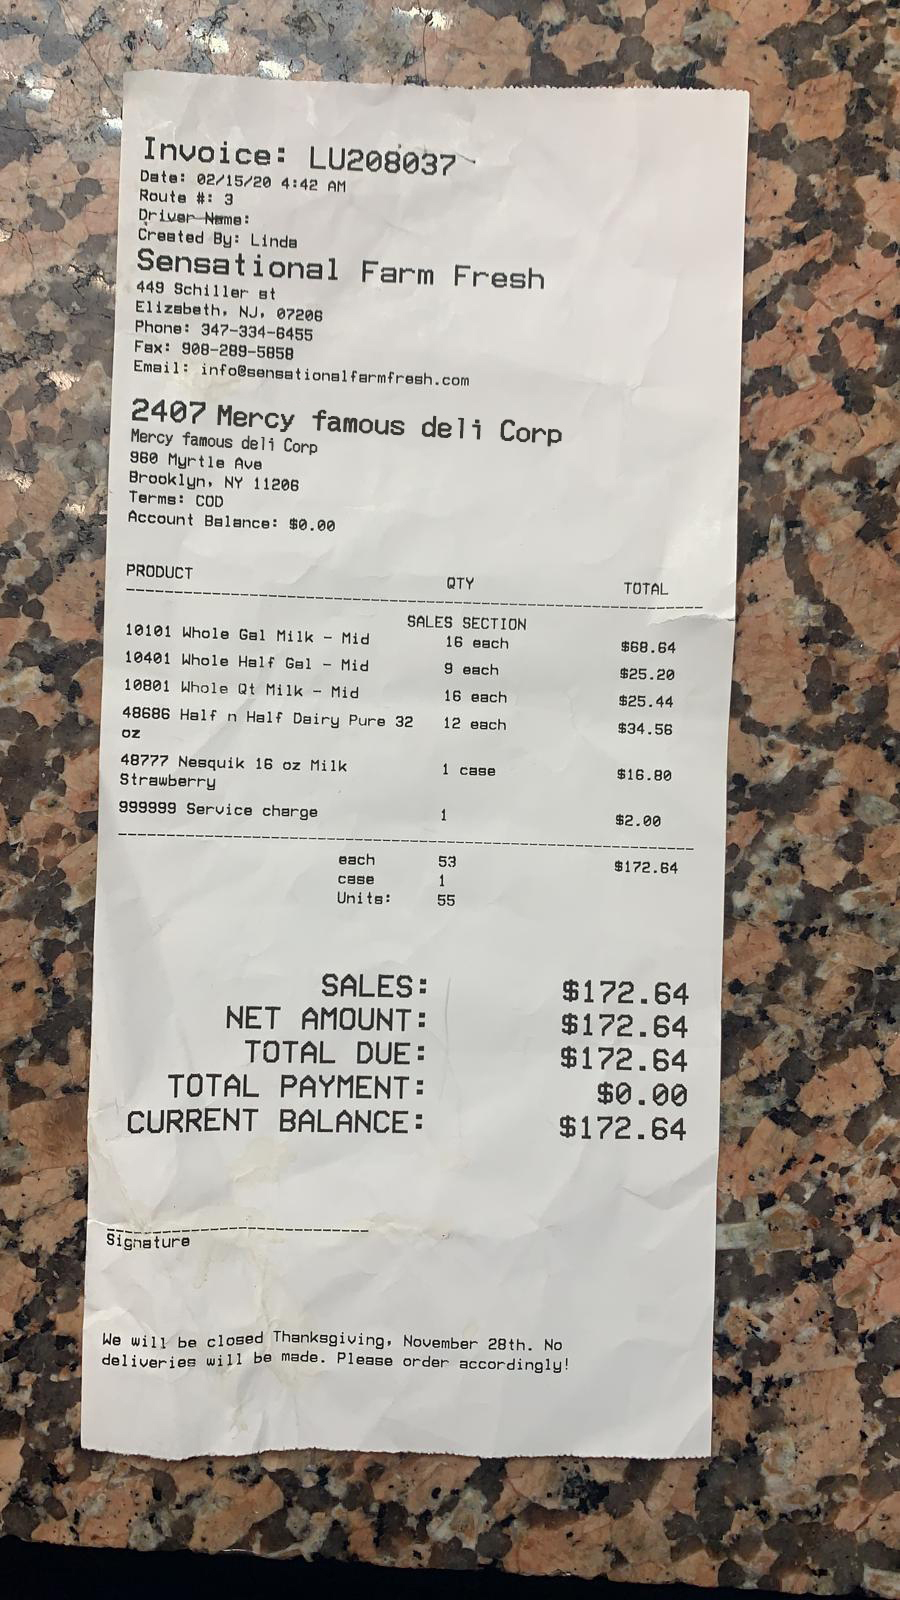 Invoice: LU208037
Date: 02/15/20 4:42 AM
Route #: 3
Driver Name:
Created By: Linda
Sensational Farm Fresh
449 Schiller st
Elizabeth, NJ, 07206
Phone: 347-334-6455
Fax: 908-289-5858
Email: info@sensationalfarmfresh.com
2407 Mercy famous deli Corp
Mercy famous deli Corp
960 Myrtle Ave
Brooklyn, NY 11206
Terms: COD
Account Balance: $0.00
PRODUCT QTY TOTAL
SALES SECTION
10101 Whole Gal Milk - Mid 16 each $68.64
10401 Whole Half Gal - Mid 9 each $25.20
10801 Whole Qt Milk - Mid 16 each $25.44
48686 Half n Half Dairy Pure 32 12 each $34.56
oz
48777 Nesquik 16 oz Milk 1 case $16.80
Strawberry
999999 Service charge 1 $2.00
each 53 $172.64
case 1
Units: 55
SALES: $172.64
NET AMOUNT: $172.64
TOTAL DUE: $172.64
TOTAL PAYMENT: $0.00
CURRENT BALANCE: $172.64
Signature
We will be closed Thanksgiving, November 28th. No
deliveries will be made. Please order accordingly!